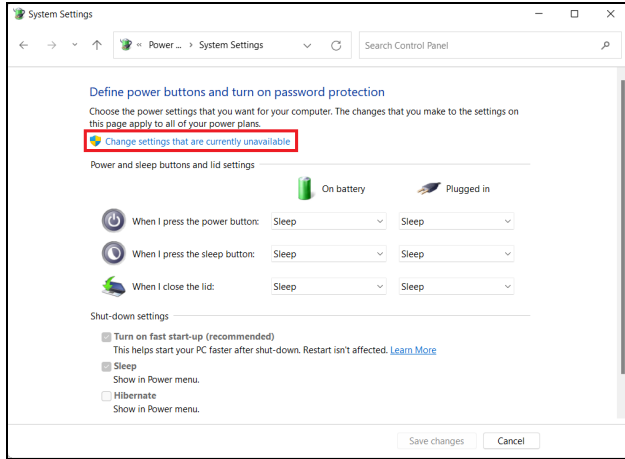 System Settings
« Power ... › System Settings
Search Control Panel
Define power buttons and turn on password protection
Choose the power settings that you want for your computer. The changes that you make to the settings on
this page apply to all of your power plans.
Change settings that are currently unavailable
Power and sleep buttons and lid settings
On battery Plugged in
When I press the power button: Sleep Sleep
When I press the sleep button: Sleep Sleep
When I close the lid: Sleep Sleep
Shut-down settings
Turn on fast start-up (recommended)
This helps start your PC faster after shut-down. Restart isn't affected. Learn More
Sleep
Show in Power menu.
Hibernate
Show in Power menu.
Save changes Cancel